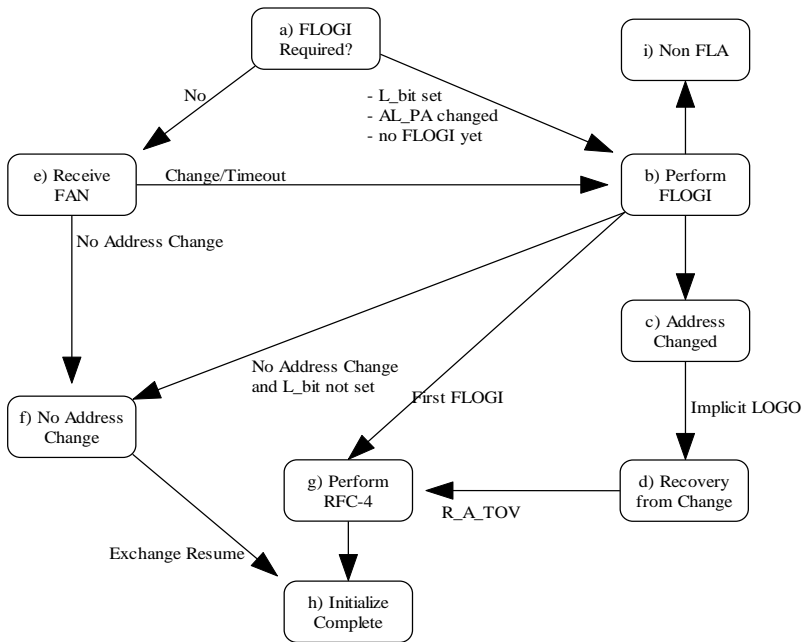 a) FLOGI
Required?
i) Non FLA
No
- L_bit set
- AL_PA changed
- no FLOGI yet
e) Receive
FAN
Change/Timeout
b) Perform
FLOGI
No Address Change
c) Address
Changed
No Address Change
and L_bit not set
First FLOGI
Implicit LOGO
f) No Address
Change
g) Perform
RFC-4
R_A_TOV
d) Recovery
from Change
Exchange Resume
h) Initialize
Complete